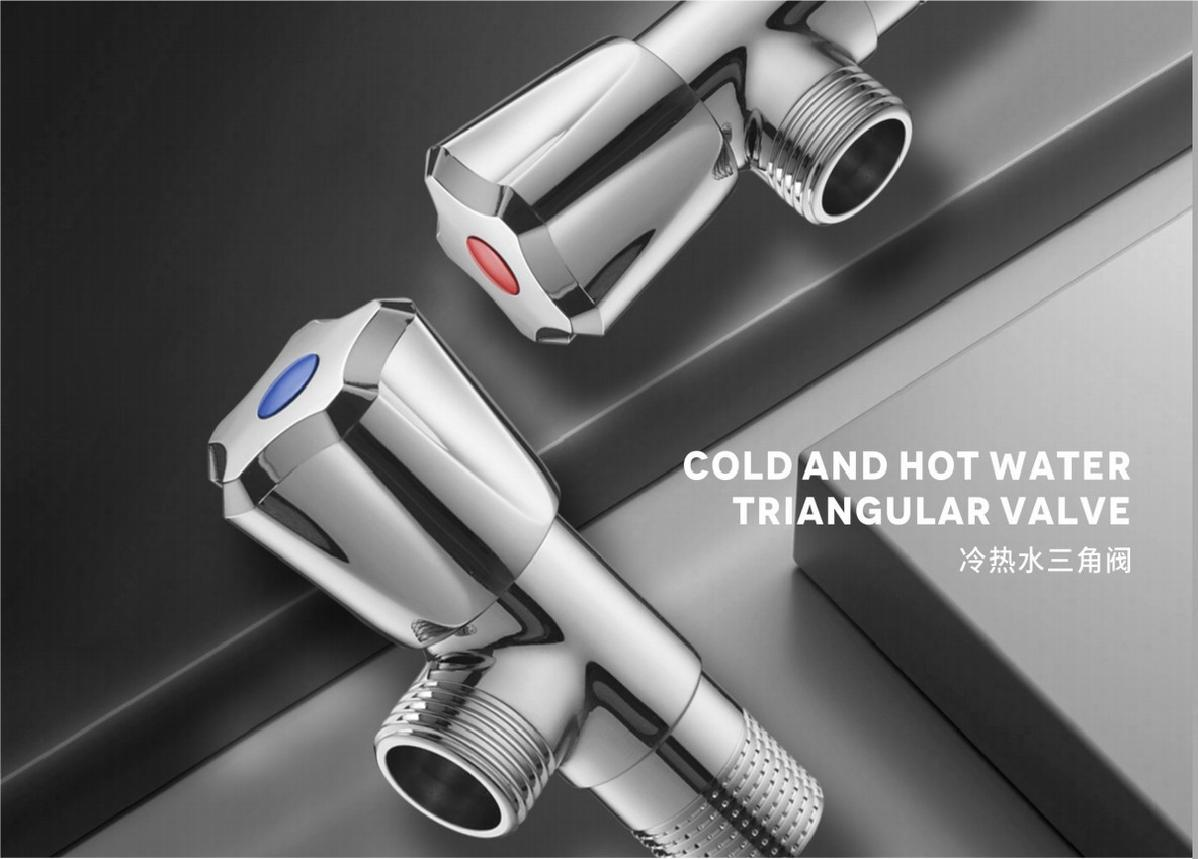 COLD AND HOT WATER
TRIANGULAR VALVE
冷热水三角阀